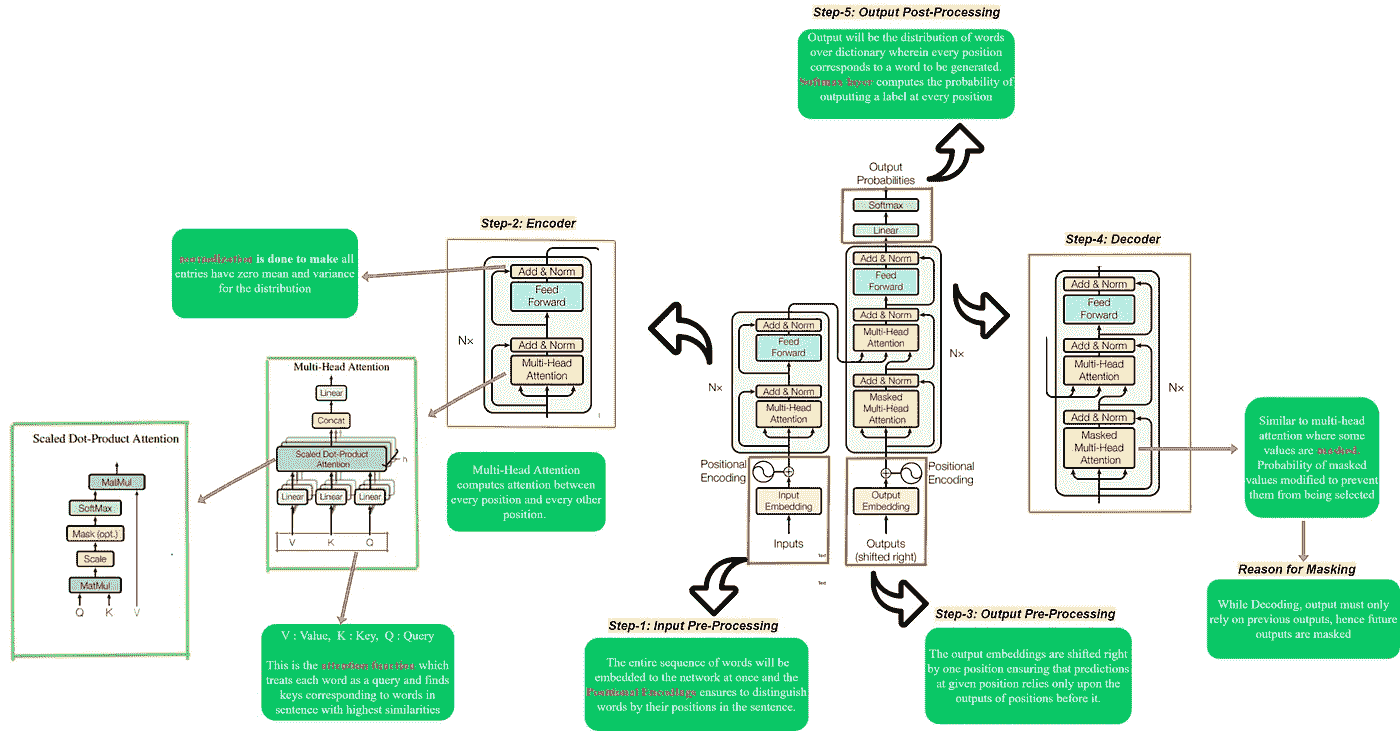 Step-5: Output Post-Processing
Output will be the distribution of words
over dictionary wherein every position
corresponds to a word to be generated.
Softmax layer computes the probability of
outputting a label at every position
Output
Probabilities
Softmax
Linear
Add & Norm
Feed
Forward
Add & Norm
Multi-Head
Attention
Add & Norm
Masked
Multi-Head
Attention
Nx
Positional
Encoding
Output
Embedding
Outputs
(shifted right)
Add & Norm
Feed
Forward
Add & Norm
Multi-Head
Attention
Nx
Positional
Encoding
Input
Embedding
Inputs
Text
Text
Step-2: Encoder
Add & Norm
Feed
Forward
Add & Norm
Multi-Head
Attention
Nx
normalization is done to make all
entries have zero mean and variance
for the distribution
Multi-Head Attention
Linear
Concat
Scaled Dot-Product
Attention
h
Linear
Linear
Linear
V
K
Q
Scaled Dot-Product Attention
MatMul
SoftMax
Mask (opt.)
Scale
MatMul
Q
K
V
Multi-Head Attention
computes attention between
every position and every other
position.
V : Value, K : Key, Q : Query
This is the attention function which
treats each word as a query and finds
keys corresponding to words in
sentence with highest similarities
Step-1: Input Pre-Processing
The entire sequence of words will be
embedded to the network at once and the
Positional Encodings ensures to distinguish
words by their positions in the sentence.
Step-3: Output Pre-Processing
The output embeddings are shifted right
by one position ensuring that predictions
at given position relies only upon the
outputs of positions before it.
Step-4: Decoder
Add & Norm
Feed
Forward
Add & Norm
Multi-Head
Attention
Add & Norm
Masked
Multi-Head
Attention
Nx
Similar to multi-head
attention where some
values are masked.
Probability of masked
values modified to prevent
them from being selected
Reason for Masking
While Decoding, output must only
rely on previous outputs, hence future
outputs are masked